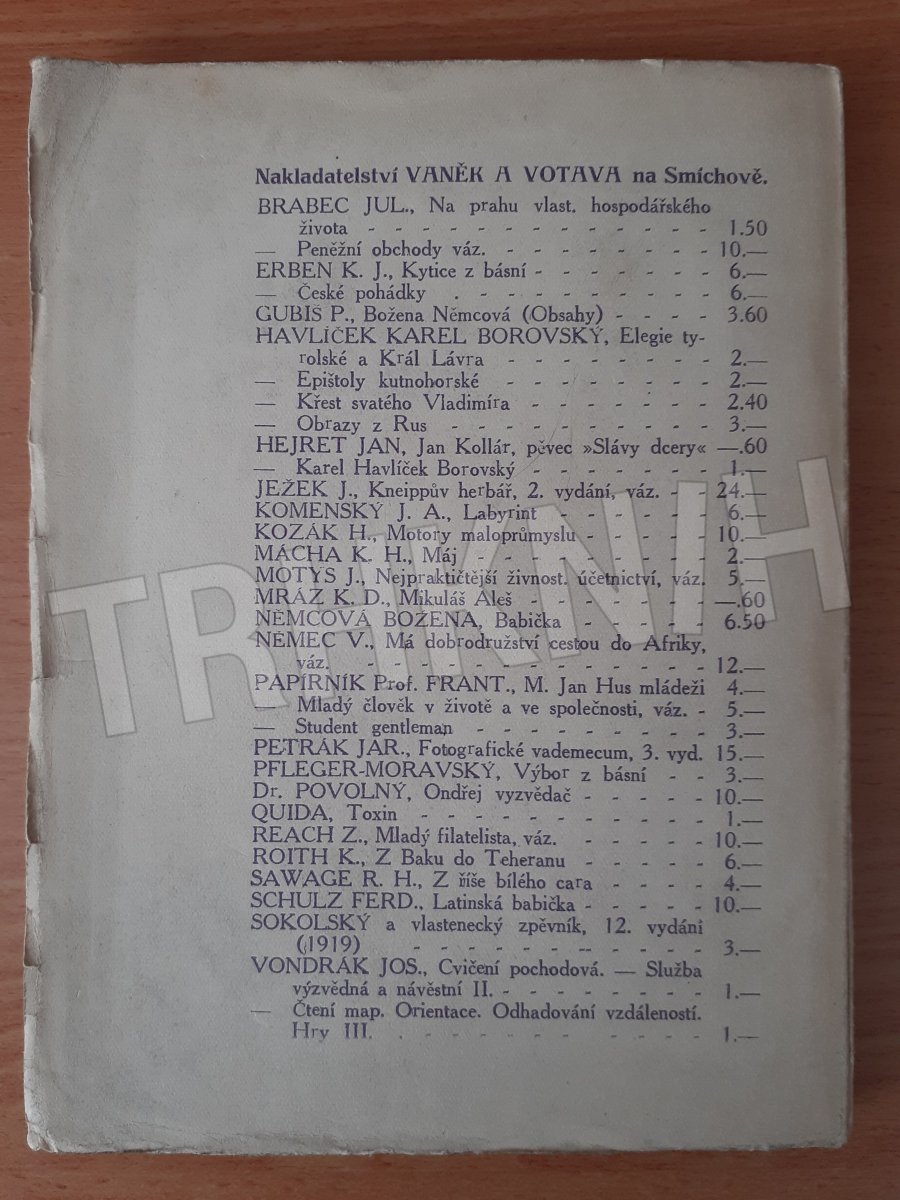 Nakladatelství VANĚK A VOTAVA na Smíchově.
BRABEC JUL., Na prahu vlast. hospodářského
života - - - - - - - - - - - - - - 1.50
— Peněžní obchody váz. - - - - - - - - 10.—
ERBEN K. J., Kytice z básní - - - - - - - 6.—
— České pohádky . - - - - - - - - - 6.—
GUBIŠ P., Božena Němcová (Obsahy) - - - - 3.60
HAVLÍČEK KAREL BOROVSKÝ, Elegie ty-
rolské a Král Lávra - - - - - - - - 2.—
— Epištoly kutnohorské - - - - - - - - 2.—
— Křest svatého Vladimíra - - - - - - - 2.40
— Obrazy z Rus - - - - - - - - - - 3.—
HEJRET JAN, Jan Kollár, pěvec »Slávy dcery« —.60
— Karel Havlíček Borovský - - - - - - - 1.—
JEŽEK J., Kneippův herbář, 2. vydání, váz. - - 24.—
KOMENSKÝ J. A., Labyrint - - - - - - 6.—
KOZÁK H., Motory maloprůmyslu - - - - - 10.—
MÁCHA K. H., Máj - - - - - - - - - 2.—
MOTYS J., Nejpraktičtější živnost. účetnictví, váz. 5.—
MRÁZ K. D., Mikuláš Aleš - - - - - - - —.60
NĚMCOVÁ BOŽENA, Babička - - - - - - 6.50
NĚMEC V., Má dobrodružství cestou do Afriky,
váz. - - - - - - - - - - - - - 12.—
PAPÍRNÍK Prof. FRANT., M. Jan Hus mládeži 4.—
— Mladý člověk v životě a ve společnosti, váz. - 5.—
— Student gentleman - - - - - - - - 3.—
PETRÁK JAR., Fotografické vademecum, 3. vyd. 15.—
PFLEGER-MORAVSKÝ, Výbor z básní - - 3.—
Dr. POVOLNÝ, Ondřej vyzvědač - - - - - 10.—
QUIDA, Toxin - - - - - - - - - - - 1.—
REACH Z., Mladý filatelista, váz. - - - - - 10.—
ROITH K., Z Baku do Teheranu - - - - - 6.—
SAWAGE R. H., Z říše bílého cara - - - - 4.—
SCHULZ FERD., Latinská babička - - - - - 10.—
SOKOLSKÝ a vlastenecký zpěvník, 12. vydání
(1919) - - - - - - - - - - - - 3.—
VONDRÁK JOS., Cvičení pochodová. — Služba
výzvědná a návěstní II. - - - - - - - - 1.—
— Čtení map. Orientace. Odhadování vzdáleností.
Hry III. . - - - - - - - - - - - 1.—
TRHKNIH